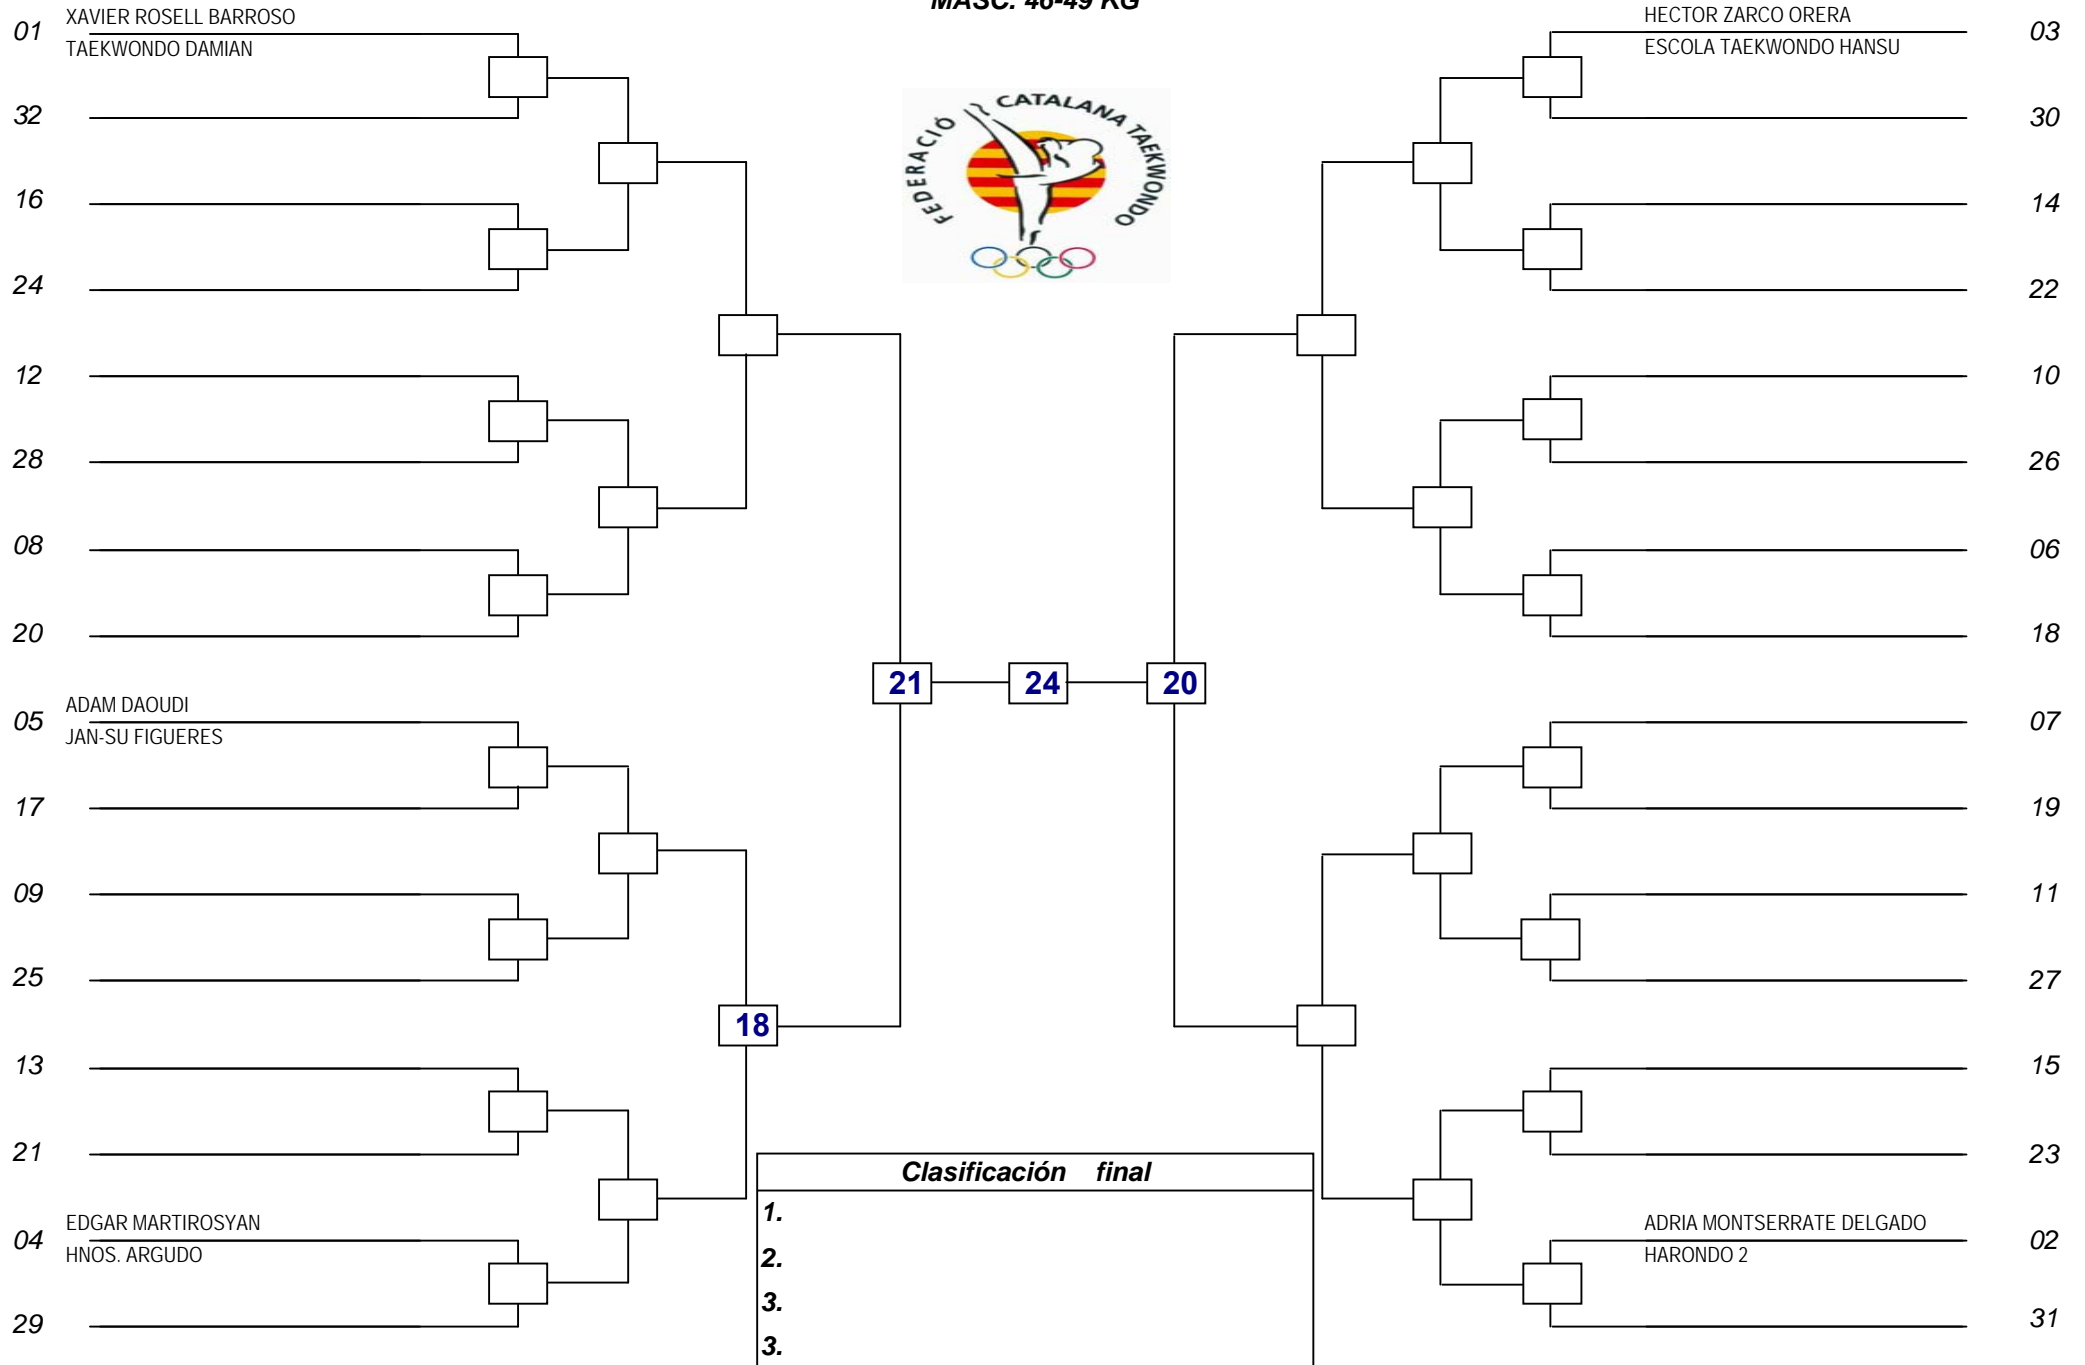 MASC. 46-49 KG
01 XAVIER ROSELL BARROSO
TAEKWONDO DAMIAN
32
16
24
12
28
08
20
05 ADAM DAOUDI
JAN-SU FIGUERES
17
09
25
13
21
04 EDGAR MARTIROSYAN
HNOS. ARGUDO
29
18
FEDERACIÓ CATALANA TAEKWONDO
21 24 20
HECTOR ZARCO ORERA 03
ESCOLA TAEKWONDO HANSU
30
14
22
10
26
06
18
07
19
11
27
15
23
ADRIA MONTSERRATE DELGADO 02
HARONDO 2
31
Clasificación final
1.
2.
3.
3.